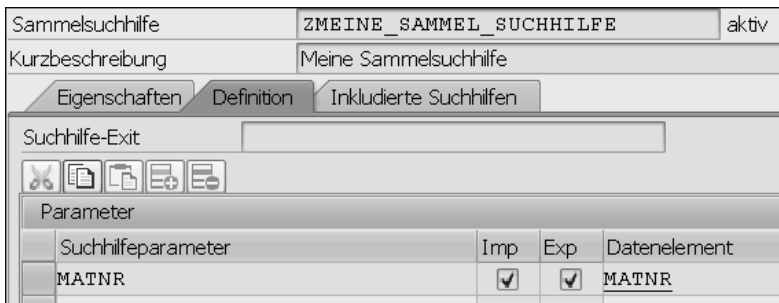 Sammelsuchhilfe ZMEINE_SAMMEL_SUCHHILFE aktiv
Kurzbeschreibung Meine Sammelsuchhilfe
Eigenschaften Definition Inkludierte Suchhilfen
Suchhilfe-Exit
Parameter
Suchhilfeparameter Imp Exp Datenelement
MATNR MATNR